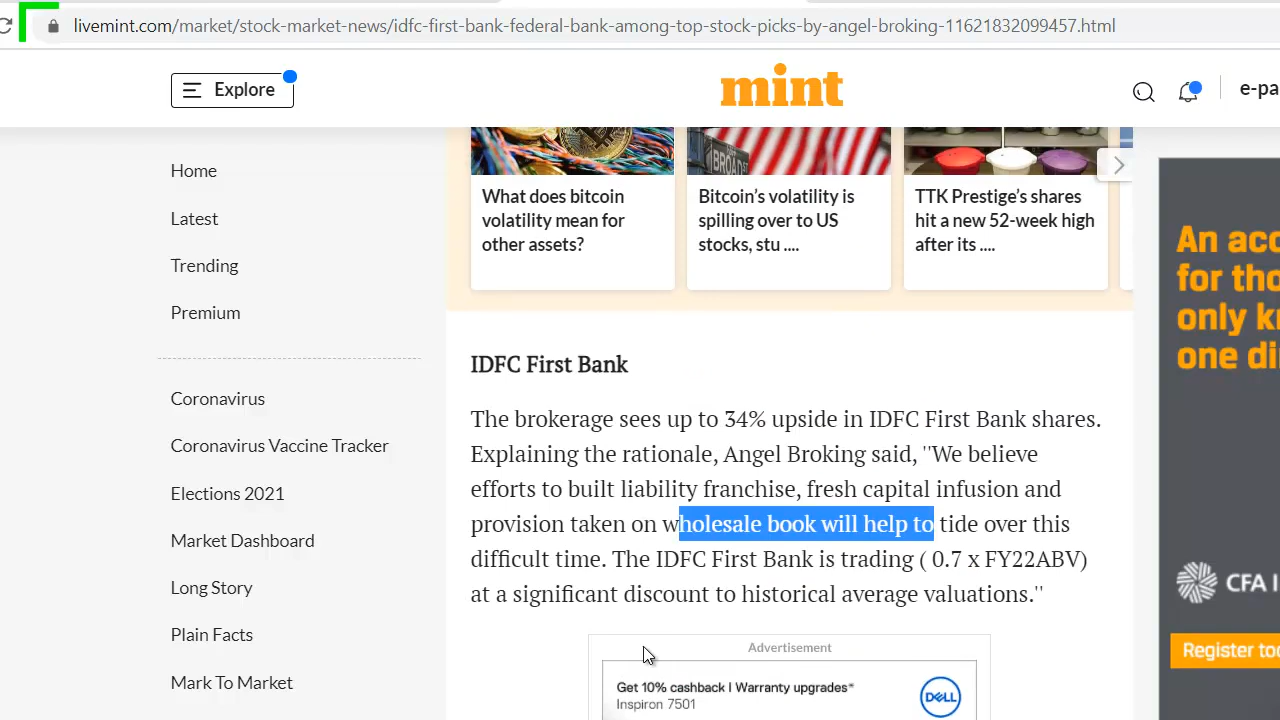 livemint.com/market/stock-market-news/idfc-first-bank-federal-bank-among-top-stock-picks-by-angel-broking-11621832099457.html
Explore
mint
e-pa
Home
Latest
Trending
Premium
Coronavirus
Coronavirus Vaccine Tracker
Elections 2021
Market Dashboard
Long Story
Plain Facts
Mark To Market
BROAD ST
What does bitcoin
volatility mean for
other assets?
Bitcoin’s volatility is
spilling over to US
stocks, stu ....
TTK Prestige’s shares
hit a new 52-week high
after its ....
IDFC First Bank
The brokerage sees up to 34% upside in IDFC First Bank shares.
Explaining the rationale, Angel Broking said, ''We believe
efforts to built liability franchise, fresh capital infusion and
provision taken on wholesale book will help to tide over this
difficult time. The IDFC First Bank is trading ( 0.7 x FY22ABV)
at a significant discount to historical average valuations.''
Advertisement
Get 10% cashback I Warranty upgrades*
Inspiron 7501
DELL
An acc
for tho
only k
one di
CFA I
Register to